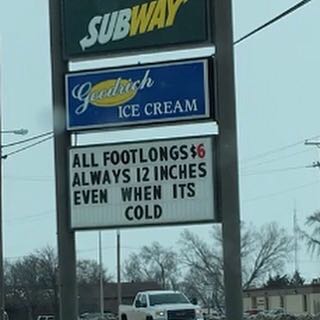 SUBWAY
Goodrich
ICE CREAM
ALL FOOTLONGS $6
ALWAYS 12 INCHES
EVEN WHEN ITS
COLD